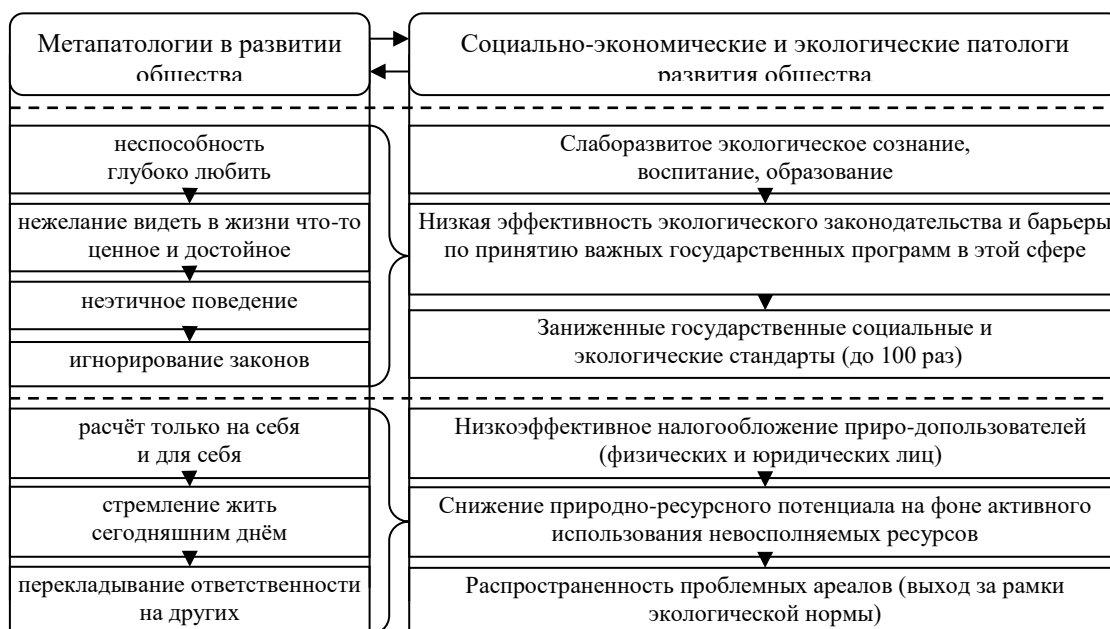 Метапатологии в развитии
общества
Социально-экономические и экологические патологи
развития общества
неспособность
глубоко любить
нежелание видеть в жизни что-то
ценное и достойное
неэтичное поведение
игнорирование законов
Слаборазвитое экологическое сознание,
воспитание, образование
Низкая эффективность экологического законодательства и барьеры
по принятию важных государственных программ в этой сфере
Заниженные государственные социальные и
экологические стандарты (до 100 раз)
расчёт только на себя
и для себя
стремление жить
сегодняшним днём
перекладывание ответственности
на других
Низкоэффективное налогообложение приро-допользователей
(физических и юридических лиц)
Снижение природно-ресурсного потенциала на фоне активного
использования невосполняемых ресурсов
Распространенность проблемных ареалов (выход за рамки
экологической нормы)